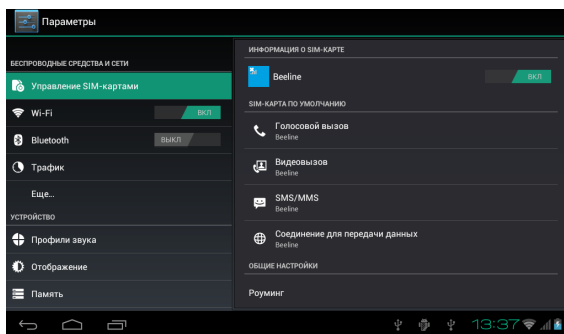 Параметры
БЕСПРОВОДНЫЕ СРЕДСТВА И СЕТИ
Управление SIM-картами
Wi-Fi
ВКЛ
Bluetooth
ВЫКЛ
Трафик
Еще...
УСТРОЙСТВО
Профили звука
Отображение
Память
ИНФОРМАЦИЯ О SIM-КАРТЕ
Beeline
ВКЛ
SIM-КАРТА ПО УМОЛЧАНИЮ
Голосовой вызов
Beeline
Видеовызов
Beeline
SMS/MMS
Beeline
Соединение для передачи данных
Beeline
ОБЩИЕ НАСТРОЙКИ
Роуминг
13:37